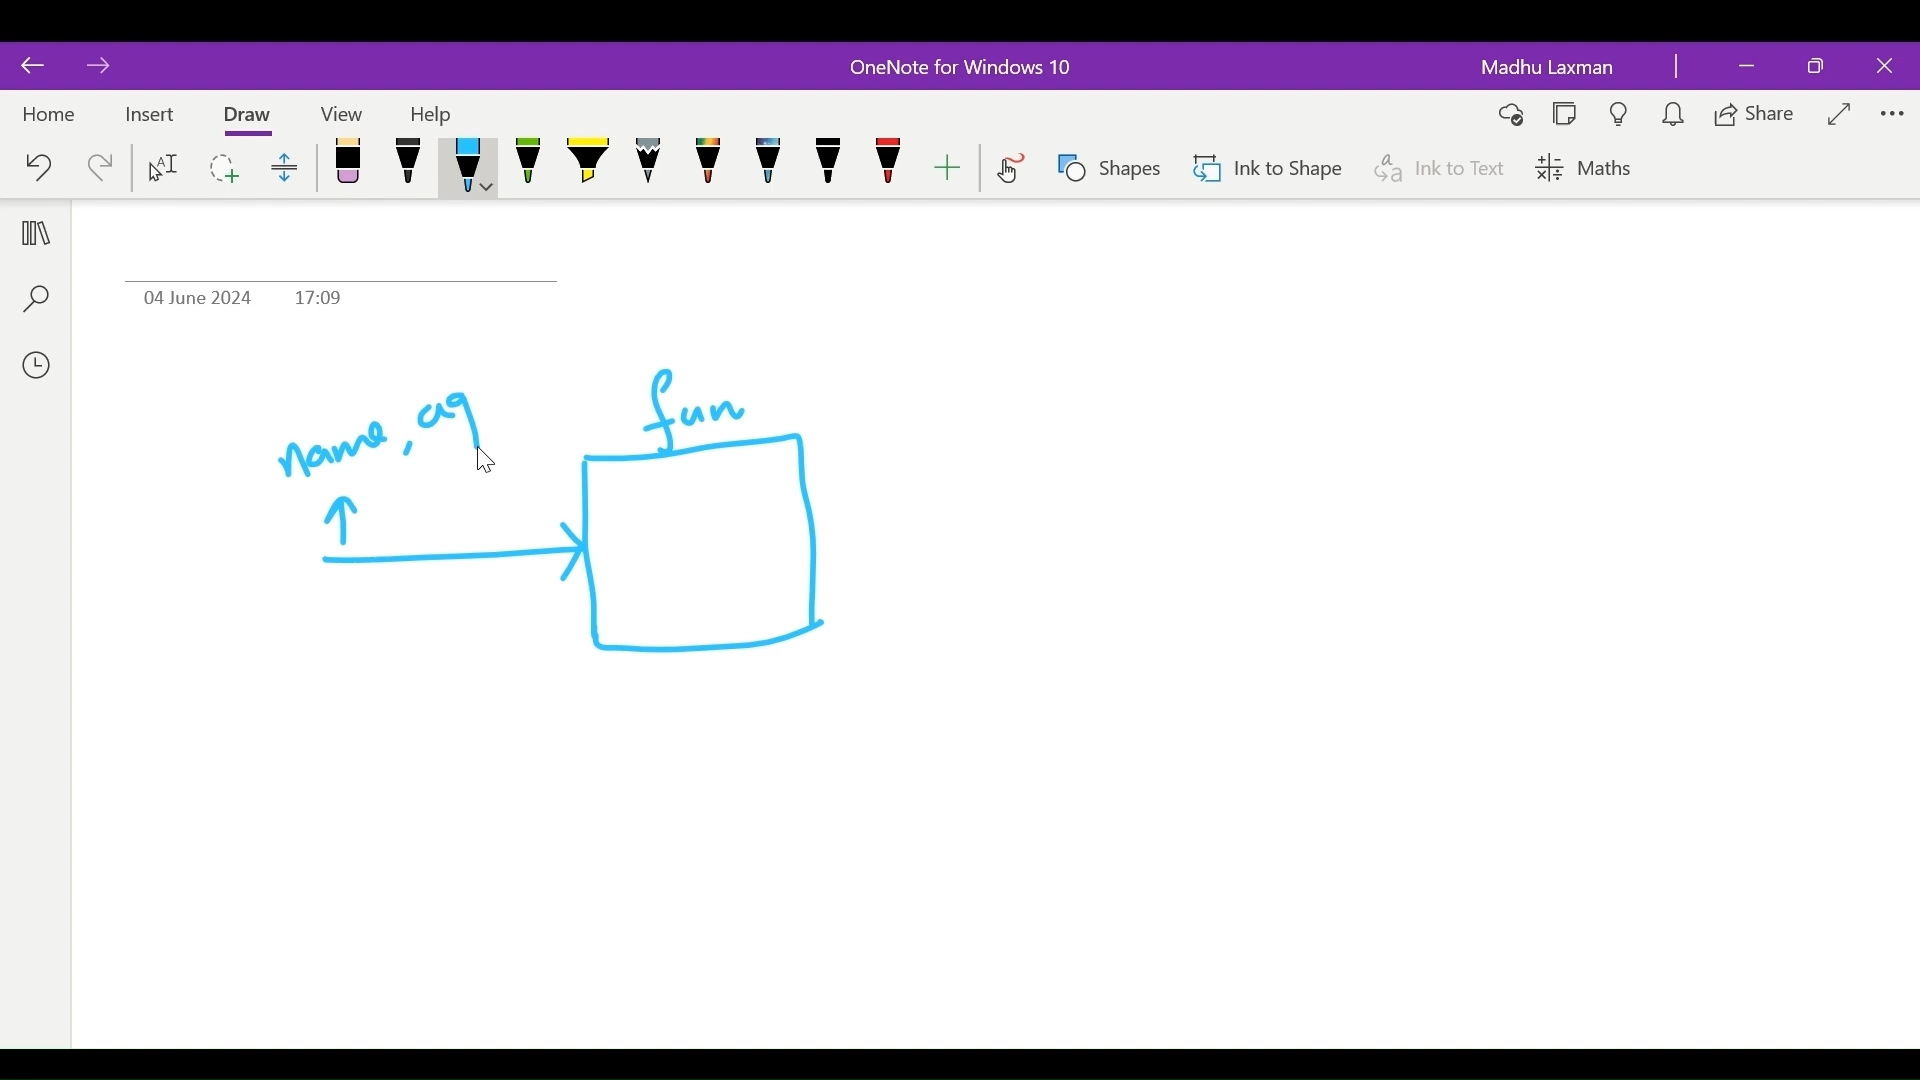 OneNote for Windows 10
Madhu Laxman
Home Insert Draw View Help
Share
Shapes Ink to Shape Ink to Text Maths
04 June 2024 17:09
name, ag
fun